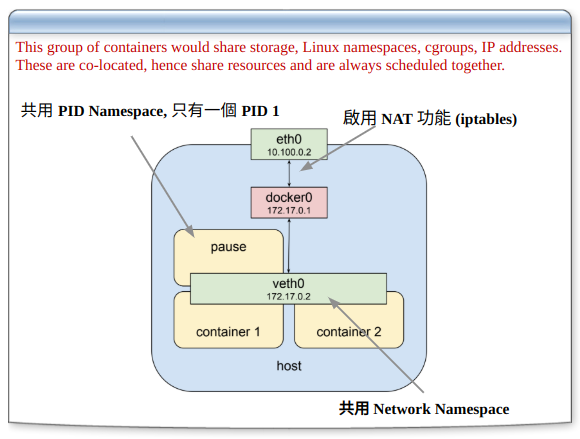 This group of containers would share storage, Linux namespaces, cgroups, IP addresses.
These are co-located, hence share resources and are always scheduled together.
共用 PID Namespace, 只有一個 PID 1
啟用 NAT 功能 (iptables)
eth0
10.100.0.2
docker0
172.17.0.1
pause
veth0
172.17.0.2
container 1
container 2
host
共用 Network Namespace